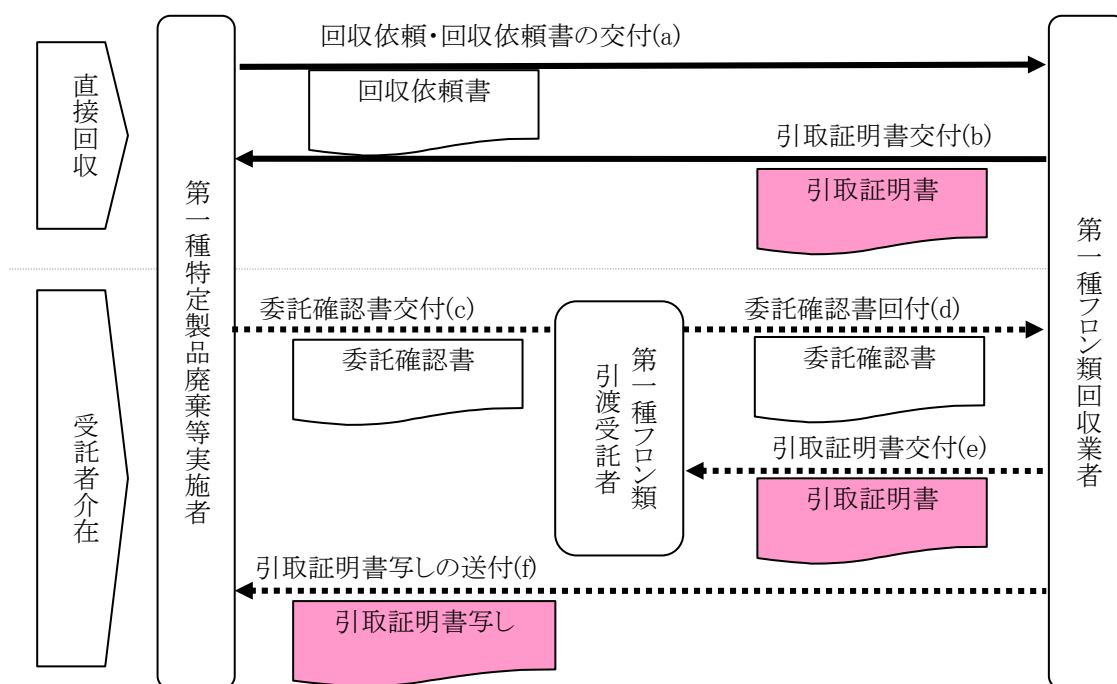 回収依頼・回収依頼書の交付(a)
直接回収
回収依頼書
引取証明書交付(b)
引取証明書
第一種特定製品廃棄等実施者
第一種フロン類回収業者
委託確認書交付(c)
委託確認書回付(d)
委託確認書
委託確認書
第一種フロン類
引渡受託者
受託者介在
引取証明書交付(e)
引取証明書
引取証明書写しの送付(f)
引取証明書写し